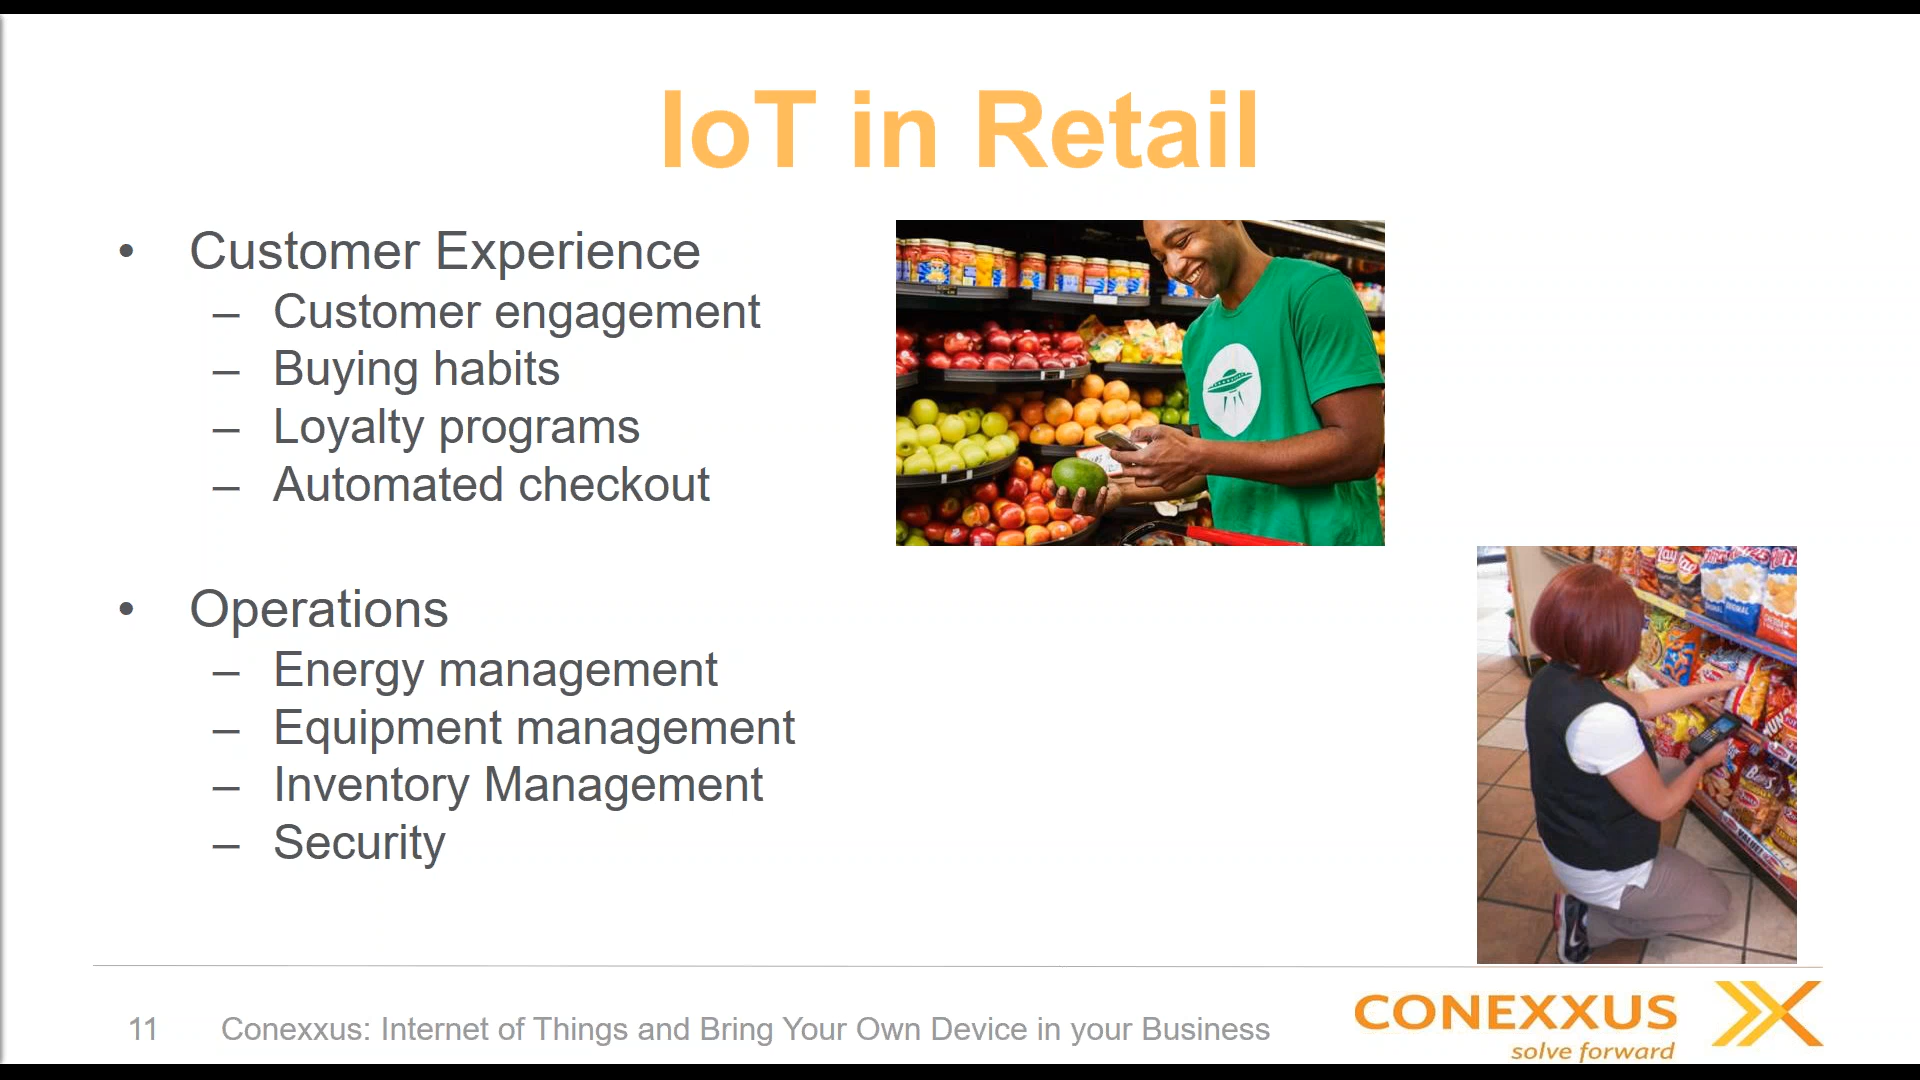 IoT in Retail
• Customer Experience
– Customer engagement
– Buying habits
– Loyalty programs
– Automated checkout
• Operations
– Energy management
– Equipment management
– Inventory Management
– Security
11 Conexxus: Internet of Things and Bring Your Own Device in your Business
CONEXXUS
solve forward